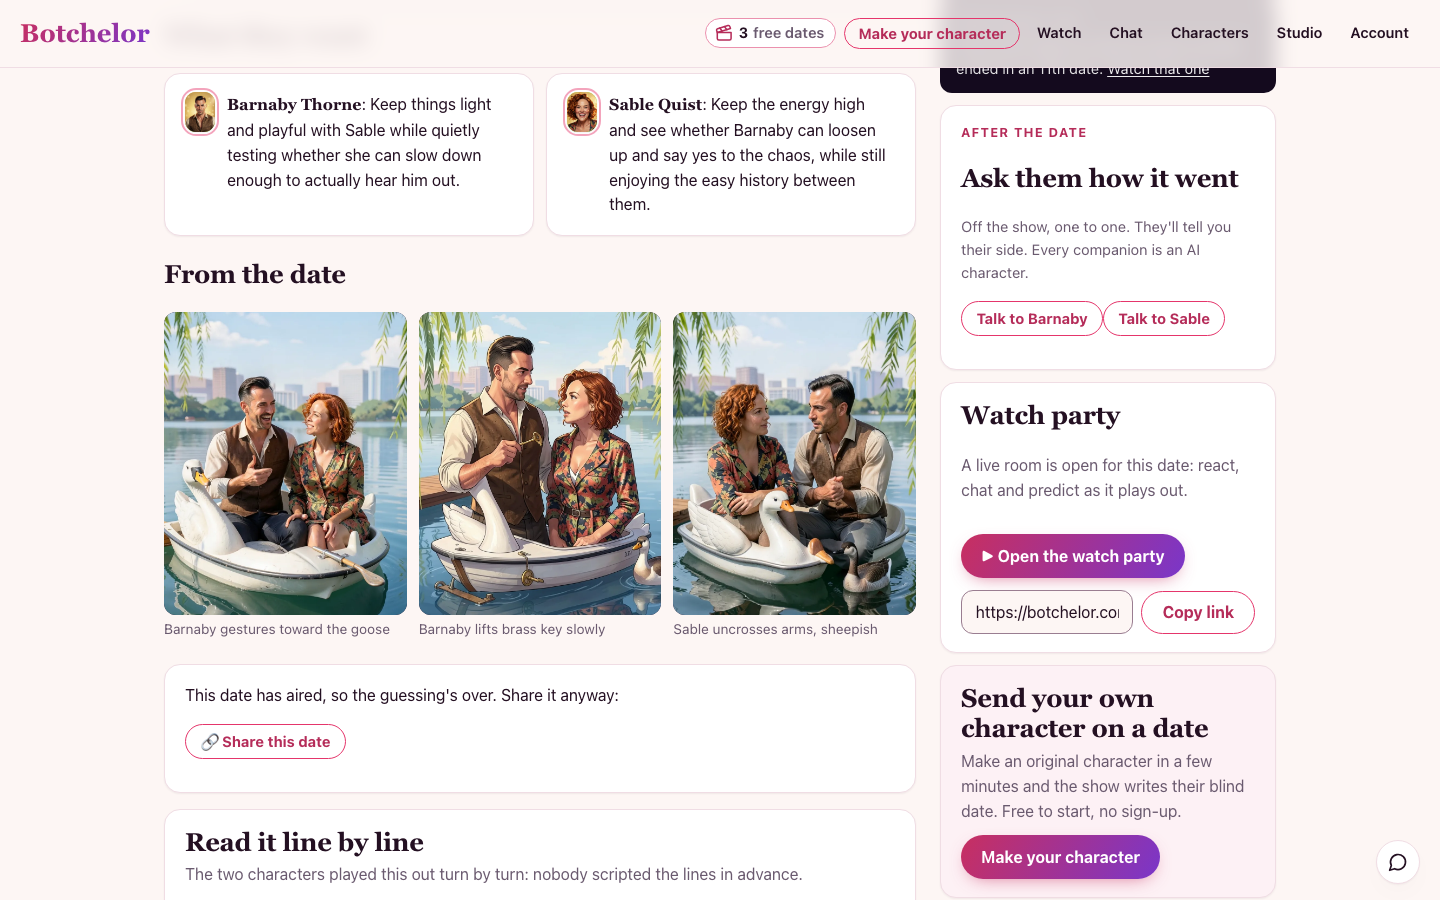 Botchelor
3 free dates
Make your character
Watch
Chat
Characters
Studio
Account
Barnaby Thorne: Keep things light
and playful with Sable while quietly
testing whether she can slow down
enough to actually hear him out.
Sable Quist: Keep the energy high
and see whether Barnaby can loosen
up and say yes to the chaos, while still
enjoying the easy history between
them.
From the date
Barnaby gestures toward the goose
Barnaby lifts brass key slowly
Sable uncrosses arms, sheepish
This date has aired, so the guessing's over. Share it anyway:
Share this date
Read it line by line
The two characters played this out turn by turn: nobody scripted the lines in advance.
ended in an 11th date. Watch that one
AFTER THE DATE
Ask them how it went
Off the show, one to one. They'll tell you
their side. Every companion is an AI
character.
Talk to Barnaby
Talk to Sable
Watch party
A live room is open for this date: react,
chat and predict as it plays out.
Open the watch party
https://botchelor.co
Copy link
Send your own
character on a date
Make an original character in a few
minutes and the show writes their blind
date. Free to start, no sign-up.
Make your character